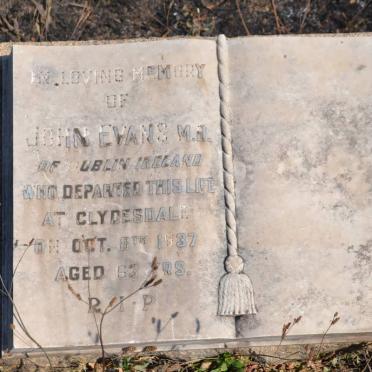 IN LOVING MEMORY
OF
JOHN EVANS M.D.
OF DUBLIN IRELAND
WHO DEPARTED THIS LIFE
AT CLYDESDALE
ON OCT. TH 1937
AGED YRS.
R I P